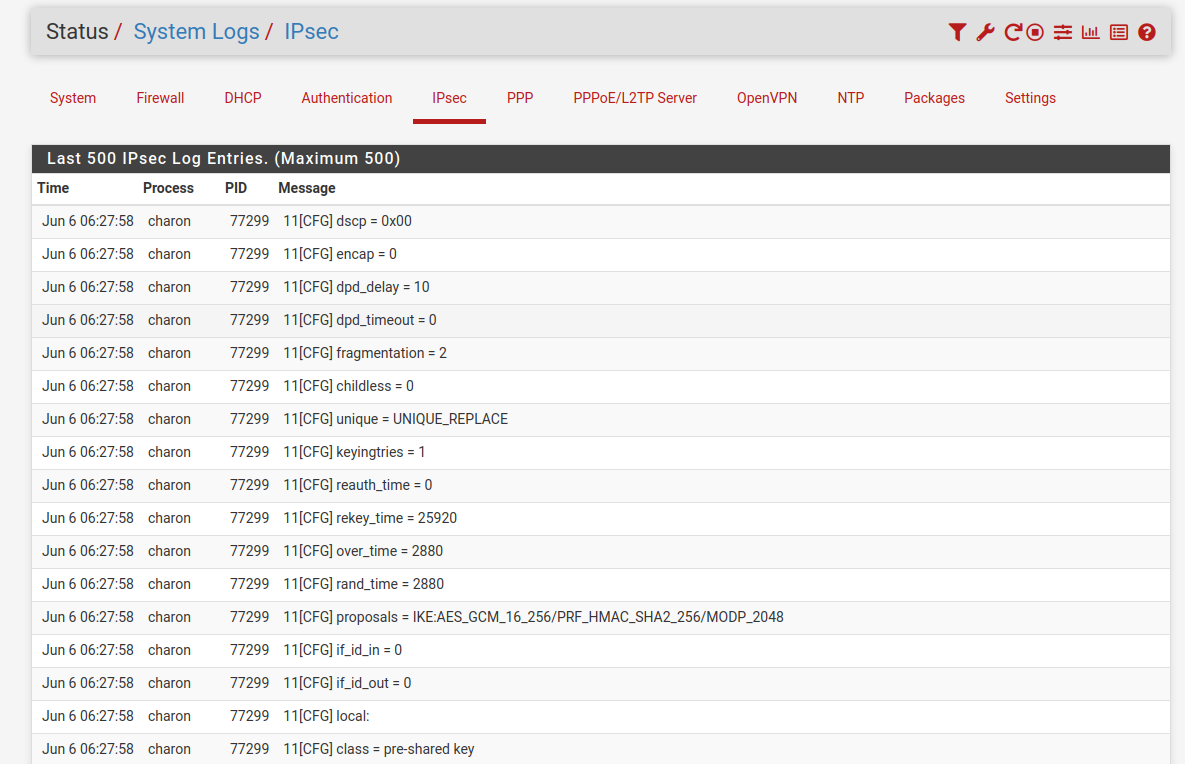 Status / System Logs / IPsec
System Firewall DHCP Authentication IPsec PPP PPPoE/L2TP Server OpenVPN NTP Packages Settings
Last 500 IPsec Log Entries. (Maximum 500)
Time Process PID Message
Jun 6 06:27:58 charon 77299 11[CFG] dscp = 0x00
Jun 6 06:27:58 charon 77299 11[CFG] encap = 0
Jun 6 06:27:58 charon 77299 11[CFG] dpd_delay = 10
Jun 6 06:27:58 charon 77299 11[CFG] dpd_timeout = 0
Jun 6 06:27:58 charon 77299 11[CFG] fragmentation = 2
Jun 6 06:27:58 charon 77299 11[CFG] childless = 0
Jun 6 06:27:58 charon 77299 11[CFG] unique = UNIQUE_REPLACE
Jun 6 06:27:58 charon 77299 11[CFG] keyingtries = 1
Jun 6 06:27:58 charon 77299 11[CFG] reauth_time = 0
Jun 6 06:27:58 charon 77299 11[CFG] rekey_time = 25920
Jun 6 06:27:58 charon 77299 11[CFG] over_time = 2880
Jun 6 06:27:58 charon 77299 11[CFG] rand_time = 2880
Jun 6 06:27:58 charon 77299 11[CFG] proposals = IKE:AES_GCM_16_256/PRF_HMAC_SHA2_256/MODP_2048
Jun 6 06:27:58 charon 77299 11[CFG] if_id_in = 0
Jun 6 06:27:58 charon 77299 11[CFG] if_id_out = 0
Jun 6 06:27:58 charon 77299 11[CFG] local:
Jun 6 06:27:58 charon 77299 11[CFG] class = pre-shared key